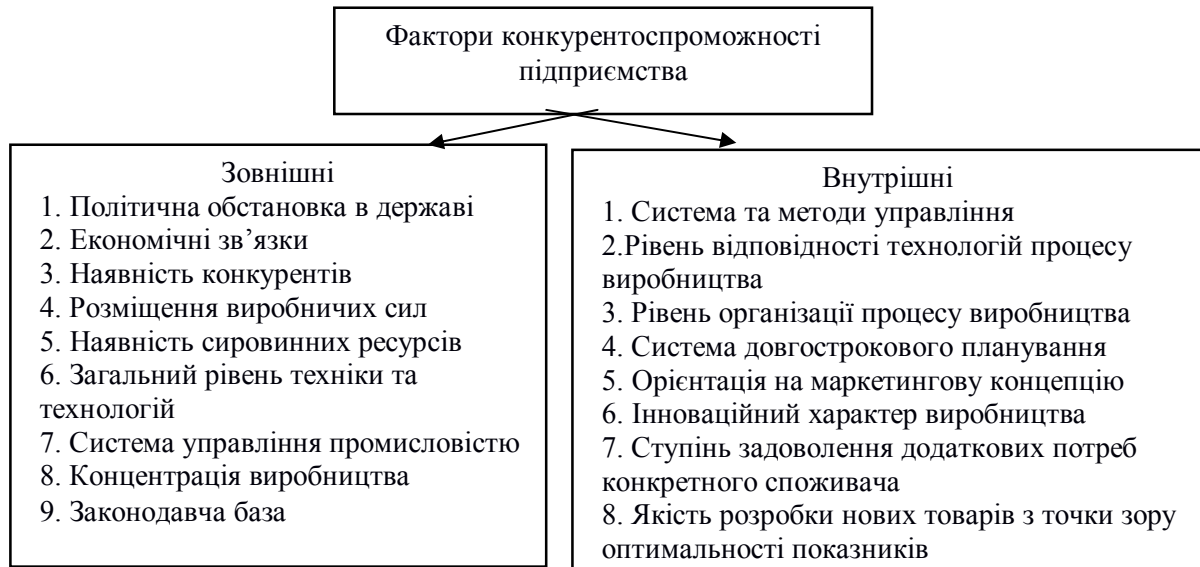 Фактори конкурентоспроможності
підприємства
Зовнішні
1. Політична обстановка в державі
2. Економічні зв’язки
3. Наявність конкурентів
4. Розміщення виробничих сил
5. Наявність сировинних ресурсів
6. Загальний рівень техніки та
технологій
7. Система управління промисловістю
8. Концентрація виробництва
9. Законодавча база
Внутрішні
1. Система та методи управління
2.Рівень відповідності технологій процесу
виробництва
3. Рівень організації процесу виробництва
4. Система довгострокового планування
5. Орієнтація на маркетингову концепцію
6. Інноваційний характер виробництва
7. Ступінь задоволення додаткових потреб
конкретного споживача
8. Якість розробки нових товарів з точки зору
оптимальності показників